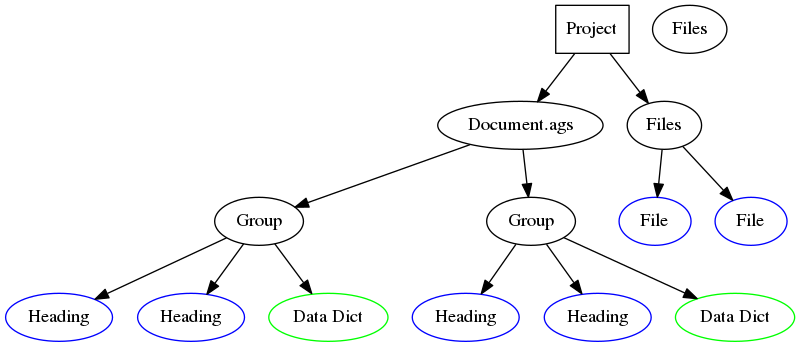 Project
Files
Document.ags
Files
Group
Group
File
File
Heading
Heading
Data Dict
Heading
Heading
Data Dict